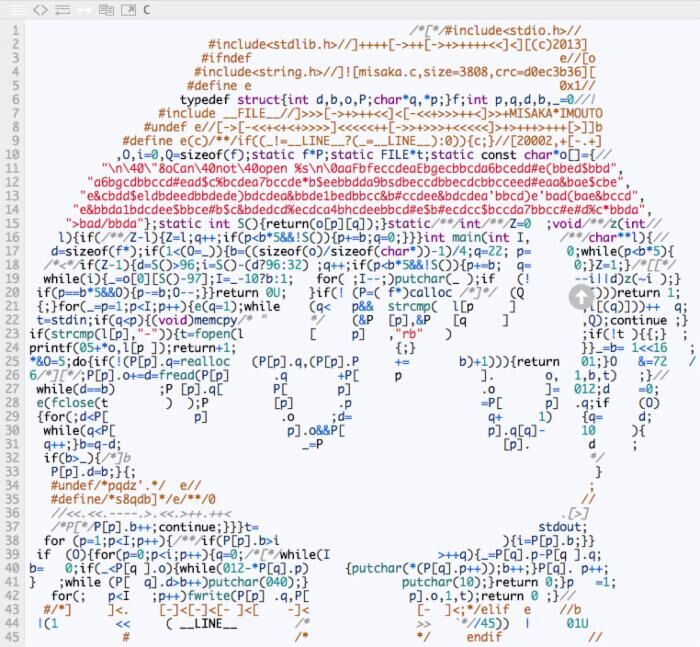 C
1 /*[*/#include<stdio.h>//
2 #include<stdlib.h>//]++++[->++[->+>++++<<]<][(c)2013]
3 #ifndef e//[o
4 #include<string.h>//]![misaka.c,size=3808,crc=d0ec3b36][
5 #define e 0x1//
6 typedef struct{int d,b,o,P;char*q,*p;}f;int p,q,d,b,_=0//|
7 #include __FILE__//]>>>[->+>++<<]<[-<<+>>>++>]>>+MISAKA*IMOUTO
8 #undef e//[->[-<<+<+<+>>>>]<<<<<++[->>+>>>+<<<<<]>+>+++>+++[>]]b
9 #define e(c)/**/if((_!=__LINE__?(_=__LINE__):0)){c;}//[20002,+[-.+]
10 ,O,i=0,Q=sizeof(f);static f*P;static FILE*t;static const char*o[]={//
11 "\n\40\"8oCan\40not\40open %s\n\0aaFbfeccdeaEbgecbbcda6bcedd#e(bbed$bbd",
12 "a6bgcdbbccd#ead$c%bcdea7bccde*b$eebbdda9bsdbeccdbbecdcbbcceed#eaa&bae$cbe",
13 "e&cbdd$eldbdeedbbdede)bdcdea&bbde1bedbbcc&b#ccdee&bdcdea'bbcd)e'bad(bae&bccd",
14 "e&bbda1bdcdee$bbce#b$c&bdedcd%ecdca4bhcdeebbcd#e$b#ecdcc$bccda7bbcc#e#d%c*bbda",
15 ">bad/bbda"};static int S(){return(o[p][q]);}static/**/int/**/Z=0 ;void/**/z(int//
16 l){if(/**/Z-l){Z=l;q++;if(p<b*5&&!S()){p+=b;q=0;}}}int main(int I, /**/char**l){//
17 d=sizeof(f*);if(1<(O=_)){b=((sizeof(o)/sizeof(char*))-1)/4;q=22; p= 0;while(p<b*5){
18 /*<*/if(Z-1){d=S()>96;i=S()-(d?96:32) ;q++;if(p<b*5&&!S()){p+=b; q= 0;}Z=1;}/*[[*/
19 while(i){_=o[0][S()-97];I=_-10?b:1; for( ;I--;)putchar(_ );if (! --i||d)z(~i );}
20 if(p==b*5&&O){p-=b;O--;}}return 0U; }if(! (P=( f*)calloc /*]*/ (Q ,I)))return 1;
21 {;}for(_=p=1;p<I;p++){e(q=1);while (q< p&& strcmp( l[p ] ,l[(q)]))++ q;
22 t=stdin;if(q<p){(void)memcpy/* " */ (&P [p],&P [q ] ,Q);continue ;}
23 if(strcmp(l[p],"-")){t=fopen(l [ p] ,"rb" ) ;if(!t ){{;} ;
24 printf(05+*o,l[p ]);return+1; {;} }}_=b= 1<<16 ;
25 *&O=5;do{if(!(P[p].q=realloc (P[p].q,(P[p].P += b)+1))){return 01;}O &=72 /
26 6/*][*/;P[p].o+=d=fread(P[p] .q +P[ p ]. o, 1,b,t) ;}//
27 while(d==b) ;P [p].q[ P[ p] .o ]= 012;d =0;
28 e(fclose(t ) );P [p] .p =P[ p] .q;if (O)
29 {for(;d<P[ p] .o ;d= q+ 1) {q= d;
30 while(q<P[ p].o&&P[ p].q[q]- 10 ){
31 q++;}b=q-d; _=P [p]. d ;
32 if(b>_){/*]b
33 P[p].d=b;}{; }
34 #undef/*pqdz'.*/ e// ;
35 #define/*s8qdb]*/e/**/0 //
36 //<<.<<.----.>.<<.>++.++< .[>]
37 /*P[*/P[p].b++;continue;}}}t= stdout;
38 for (p=1;p<I;p++){/**/if(P[p].b>i ){i=P[p].b;}}
39 if (O){for(p=0;p<i;p++){q=0;/*[*/while(I >++q){_=P[q].p-P[q ].q;
40 b= 0;if(_<P[q ].o){while(012-*P[q].p) {putchar(*(P[q].p++));b++;}P[q]. p++;
41 } ;while (P[ q].d>b++)putchar(040);} putchar(10);}return 0;}p =1;
42 for(; p<I ;p++)fwrite(P[p] .q,P[ p].o,1,t);return 0 ;}//
43 #/*] ]<. [-]<[-]<[- ]<[ -]< [- ]<;*/elif e //b
44 |(1 << ( __LINE__ /* >> `*//45)) | 01U
45 # /* */ endif //